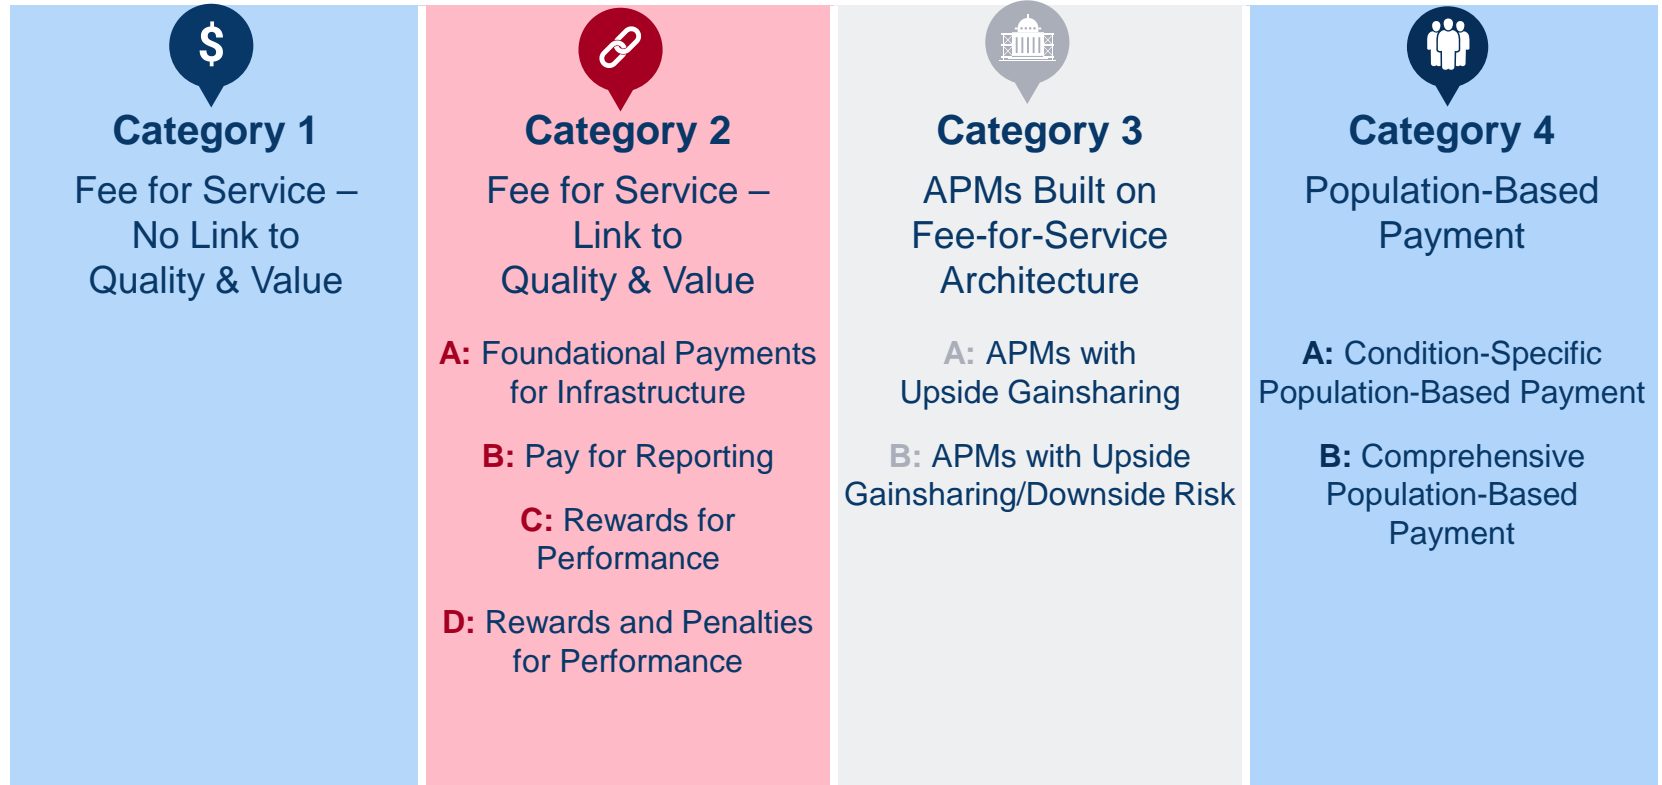 $
Category 1
Fee for Service –
No Link to
Quality & Value
Category 2
Fee for Service –
Link to
Quality & Value
A: Foundational Payments
for Infrastructure
B: Pay for Reporting
C: Rewards for
Performance
D: Rewards and Penalties
for Performance
Category 3
APMs Built on
Fee-for-Service
Architecture
A: APMs with
Upside Gainsharing
B: APMs with Upside
Gainsharing/Downside Risk
Category 4
Population-Based
Payment
A: Condition-Specific
Population-Based Payment
B: Comprehensive
Population-Based
Payment